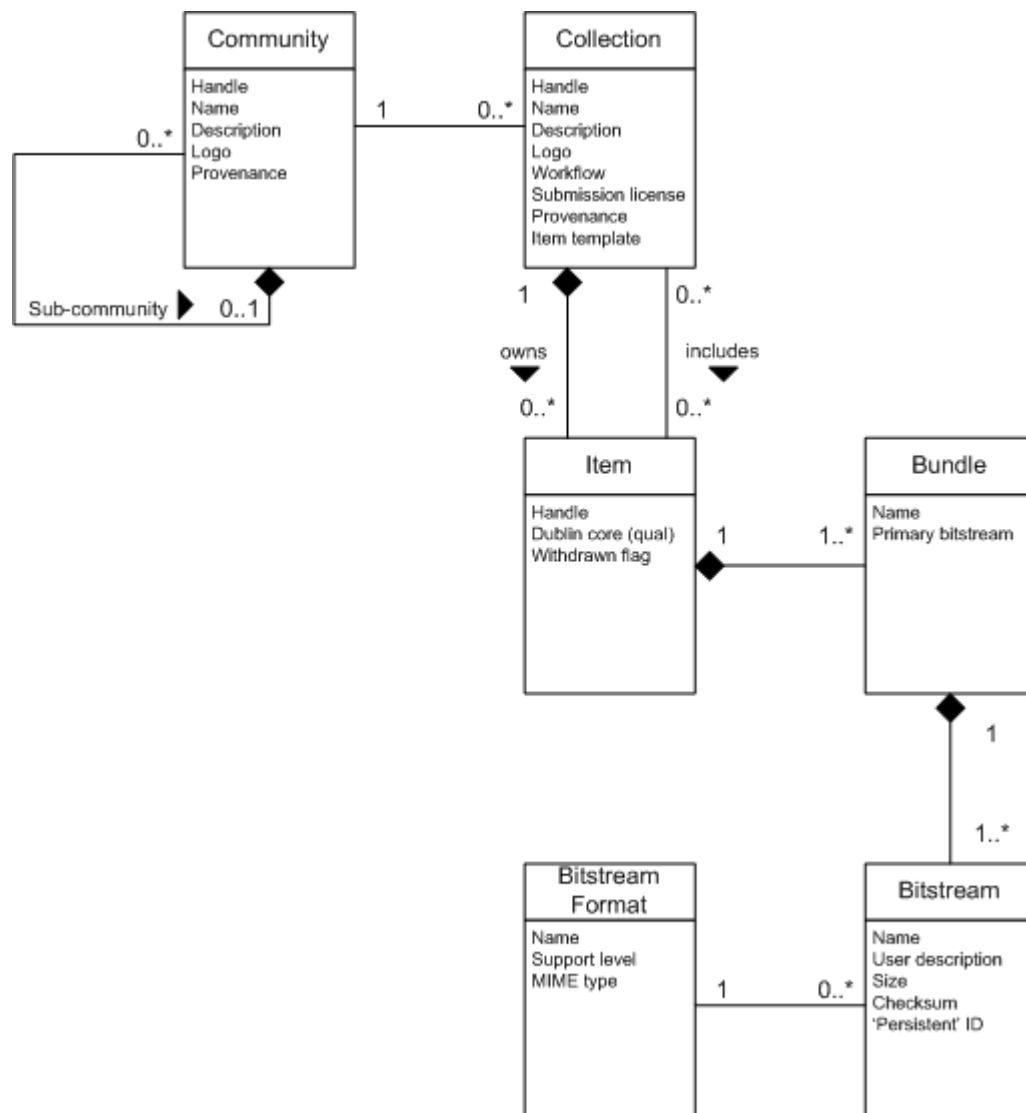 Community
Handle
Name
Description
Logo
Provenance
Collection
Handle
Name
Description
Logo
Workflow
Submission license
Provenance
Item template
1
0..*
0..*
Sub-community
0..1
1
0..*
owns
includes
0..*
0..*
Item
Handle
Dublin core (qual)
Withdrawn flag
Bundle
Name
Primary bitstream
1
1..*
1
1..*
Bitstream
Format
Name
Support level
MIME type
Bitstream
Name
User description
Size
Checksum
'Persistent' ID
1
0..*